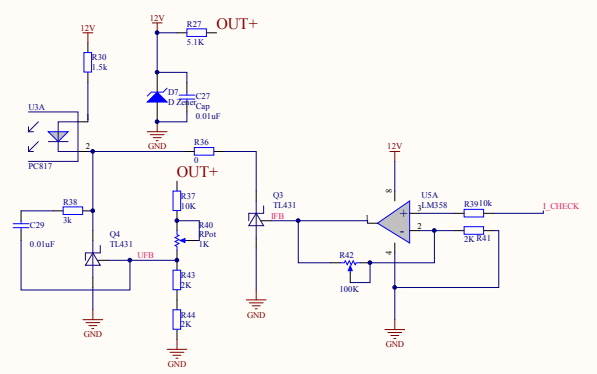 12V
R27
OUT+
5.1K
12V
R30
1.5k
D7
D Zener
C27
Cap
0.01uF
GND
U3A
PC817
2
R36
0
OUT+
12V
R37
10K
Q3
TL431
IFB
U5A
LM358
8
3
2
1
4
R39
10k
I_CHECK
2K
R41
R38
3k
C29
0.01uF
Q4
TL431
UFB
R40
RPot
1K
R42
100K
R43
2K
R44
2K
GND
GND
GND
GND